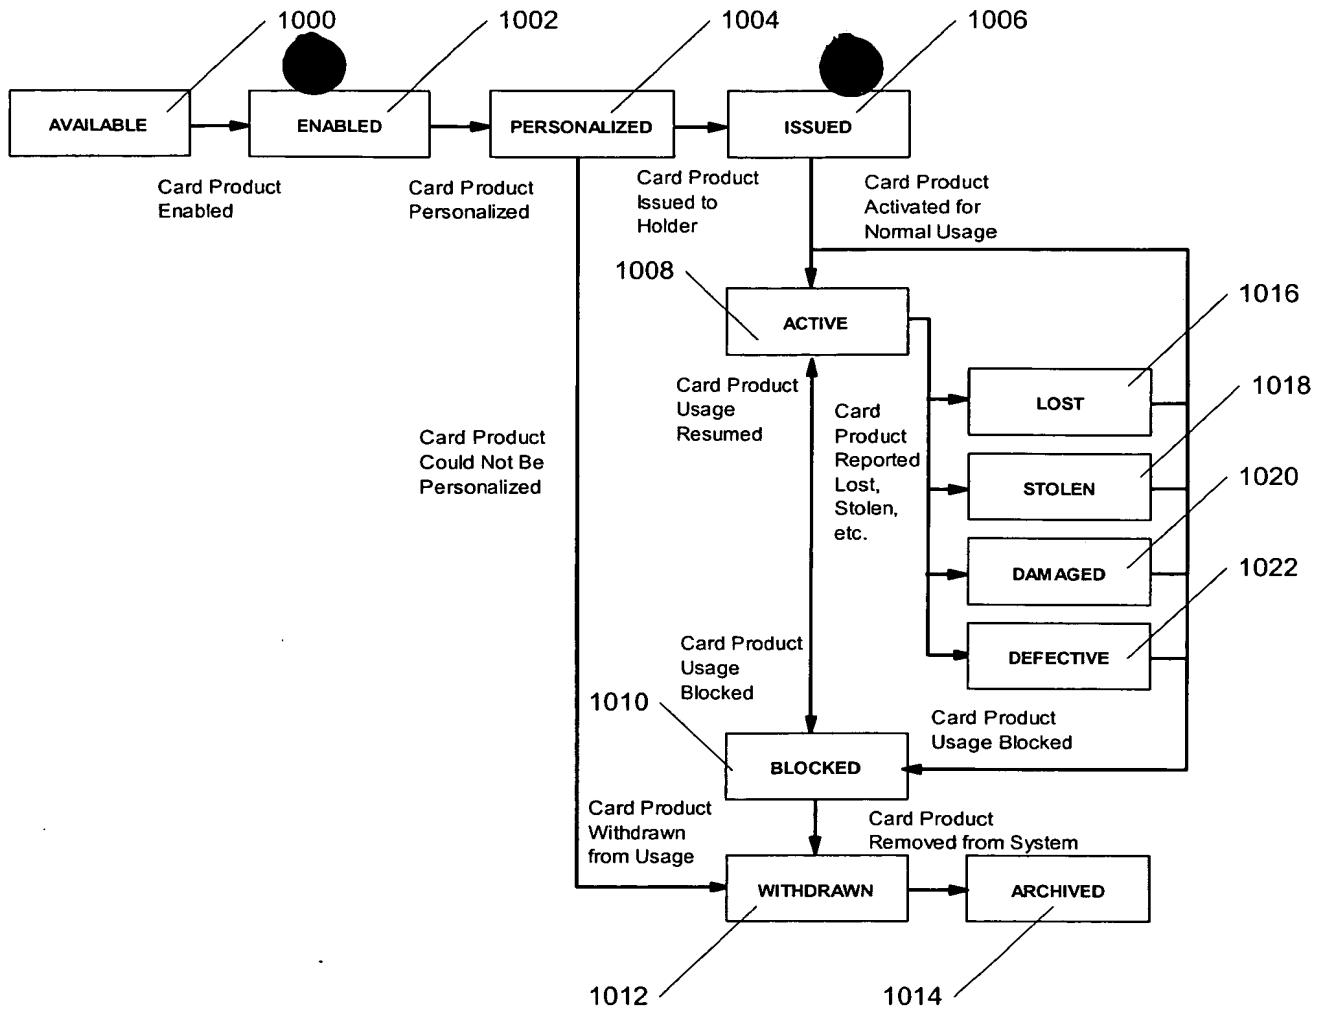 1000
1002
1004
1006
AVAILABLE
ENABLED
PERSONALIZED
ISSUED
Card Product
Enabled
Card Product
Personalized
Card Product
Issued to
Holder
Card Product
Activated for
Normal Usage
1008
ACTIVE
1016
LOST
1018
STOLEN
1020
DAMAGED
1022
DEFECTIVE
Card Product
Usage
Resumed
Card
Product
Reported
Lost,
Stolen,
etc.
Card Product
Could Not Be
Personalized
Card Product
Usage
Blocked
1010
BLOCKED
Card Product
Usage Blocked
Card Product
Withdrawn
from Usage
Card Product
Removed from System
WITHDRAWN
ARCHIVED
1012
1014